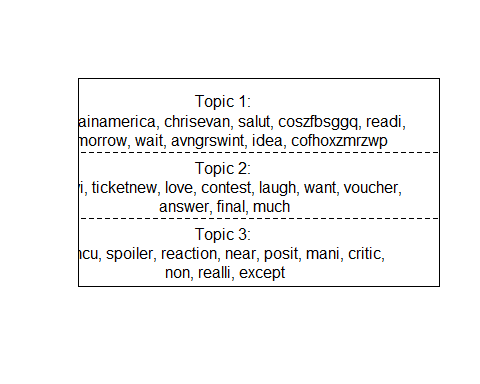 Topic 1:
ainamerica, chrisevan, salut, coszfbsggq, readi,
morrow, wait, avngrswint, idea, cofhoxzmrzwp
Topic 2:
i, ticketnew, love, contest, laugh, want, voucher,
answer, final, much
Topic 3:
cu, spoiler, reaction, near, posit, mani, critic,
non, realli, except